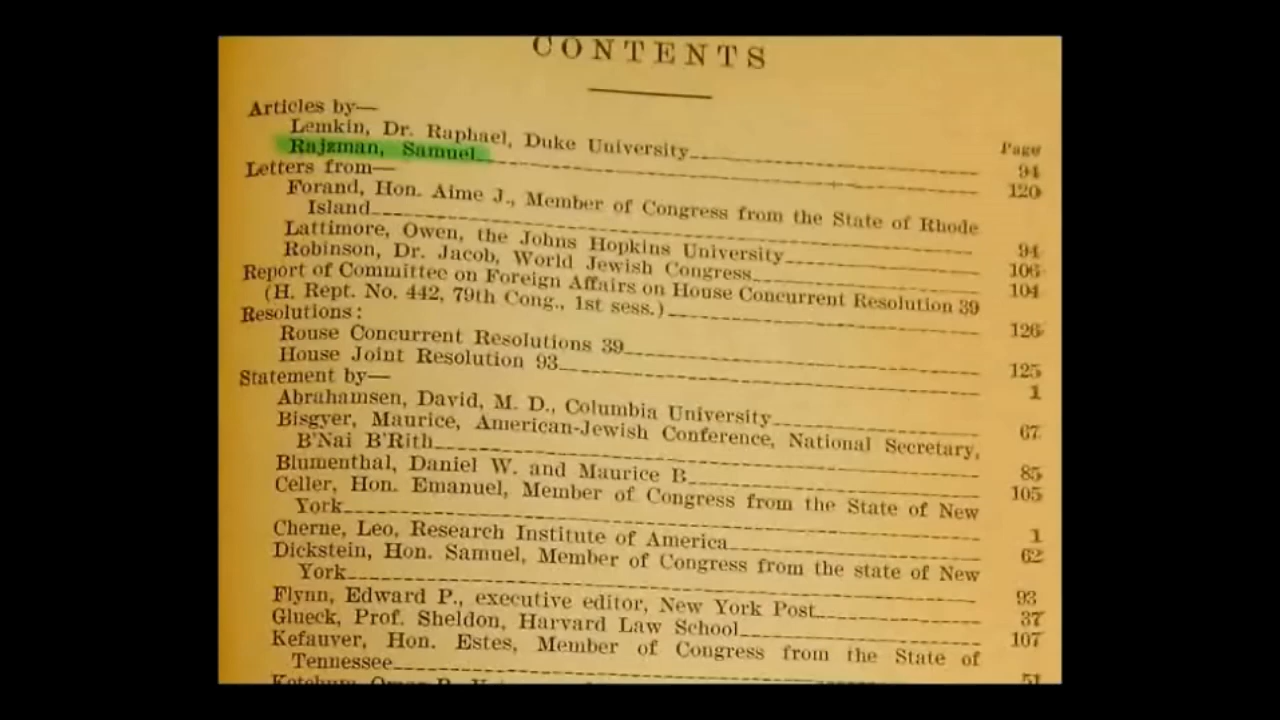 CONTENTS
Articles by—
Lemkin, Dr. Raphael, Duke University
Page
94
Rajzman, Samuel
120
Letters from—
Forand, Hon. Aime J., Member of Congress from the State of Rhode
Island
94
Lattimore, Owen, the Johns Hopkins University
106
Robinson, Dr. Jacob, World Jewish Congress
104
Report of Committee on Foreign Affairs on House Concurrent Resolution 39
(H. Rept. No. 442, 79th Cong., 1st sess.)
126
Resolutions:
Rouse Concurrent Resolutions 39
125
House Joint Resolution 93
1
Statement by—
Abrahamsen, David, M. D., Columbia University
67
Bisgyer, Maurice, American-Jewish Conference, National Secretary,
B'Nai B'Rith
85
Blumenthal, Daniel W. and Maurice B
105
Celler, Hon. Emanuel, Member of Congress from the State of New
York
1
Cherne, Leo, Research Institute of America
62
Dickstein, Hon. Samuel, Member of Congress from the state of New
York
93
Flynn, Edward P., executive editor, New York Post
37
Glueck, Prof. Sheldon, Harvard Law School
107
Kefauver, Hon. Estes, Member of Congress from the State of
Tennessee
51